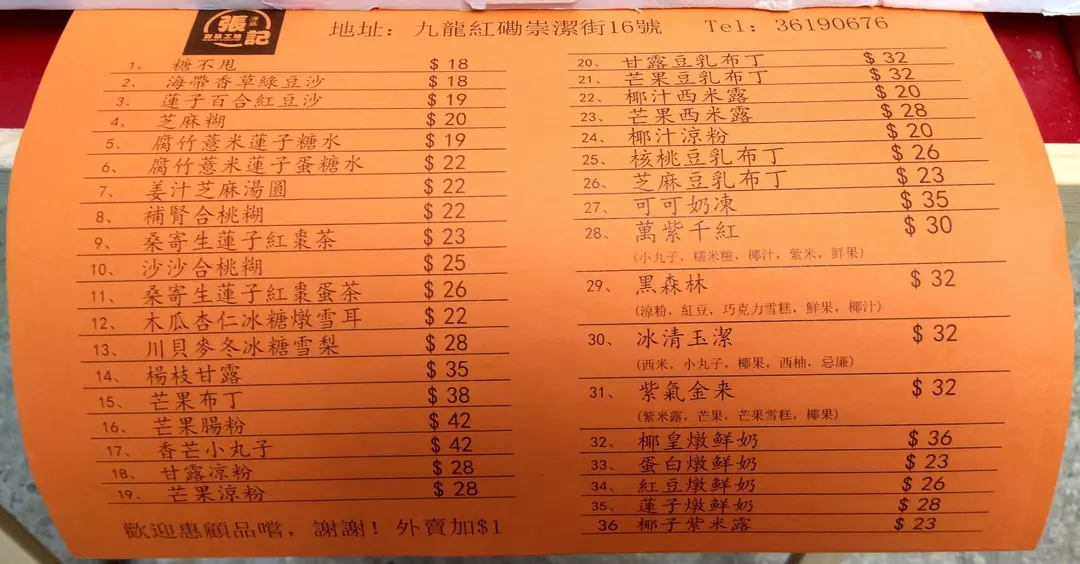 張記
甜品工坊
地址: 九龍紅磡崇潔街16號 Tel: 36190676
1、 糖不甩 $18
2、 海帶香草綠豆沙 $18
3、 蓮子百合紅豆沙 $19
4、 芝麻糊 $20
5、 腐竹薏米蓮子糖水 $19
6、 腐竹薏米蓮子蛋糖水 $22
7、 姜汁芝麻湯圓 $22
8、 補腎合桃糊 $22
9、 桑寄生蓮子紅棗茶 $23
10、 沙沙合桃糊 $25
11、 桑寄生蓮子紅棗蛋茶 $26
12、 木瓜杏仁冰糖燉雪耳 $22
13、 川貝麥冬冰糖雪梨 $28
14、 楊枝甘露 $35
15、 芒果布丁 $38
16、 芒果腸粉 $42
17、 香芒小丸子 $42
18、 甘露凉粉 $28
19、 芒果凉粉 $28
歡迎惠顧品嚐，謝謝！外賣加$1
20、 甘露豆乳布丁 $32
21、 芒果豆乳布丁 $32
22、 椰汁西米露 $20
23、 芒果西米露 $28
24、 椰汁涼粉 $20
25、 核桃豆乳布丁 $26
26、 芝麻豆乳布丁 $23
27、 可可奶凍 $35
28、 萬紫千紅 $30
(小丸子，糯米糍，椰汁，紫米，鮮果)
29、 黑森林 $32
(涼粉，紅豆，巧克力雪糕，鮮果，椰汁)
30、 冰清玉潔 $32
(西米，小丸子，椰果，西柚，忌廉)
31、 紫氣金来 $32
(紫米露，芒果，芒果雪糕，椰果)
32、 椰皇燉鮮奶 $36
33、 蛋白燉鮮奶 $23
34、 紅豆燉鮮奶 $26
35、 蓮子燉鮮奶 $28
36 椰子紫米露 $23